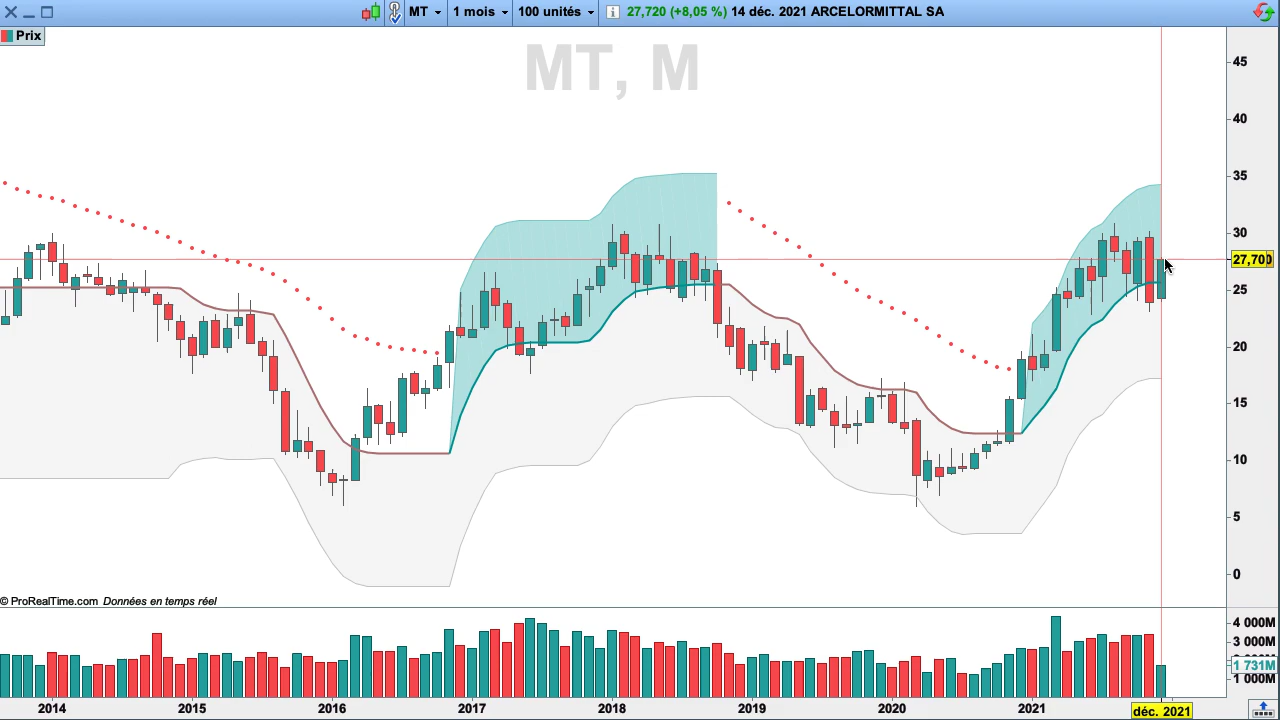 MT 1 mois 100 unités 27,720 (+8,05 %) 14 déc. 2021 ARCELORMITTAL SA
Prix
MT, M
45
40
35
30
27,700
25
20
15
10
5
0
© ProRealTime.com Données en temps réel
4 000M
3 000M
1 731M
1 000M
2014 2015 2016 2017 2018 2019 2020 2021 déc. 2021